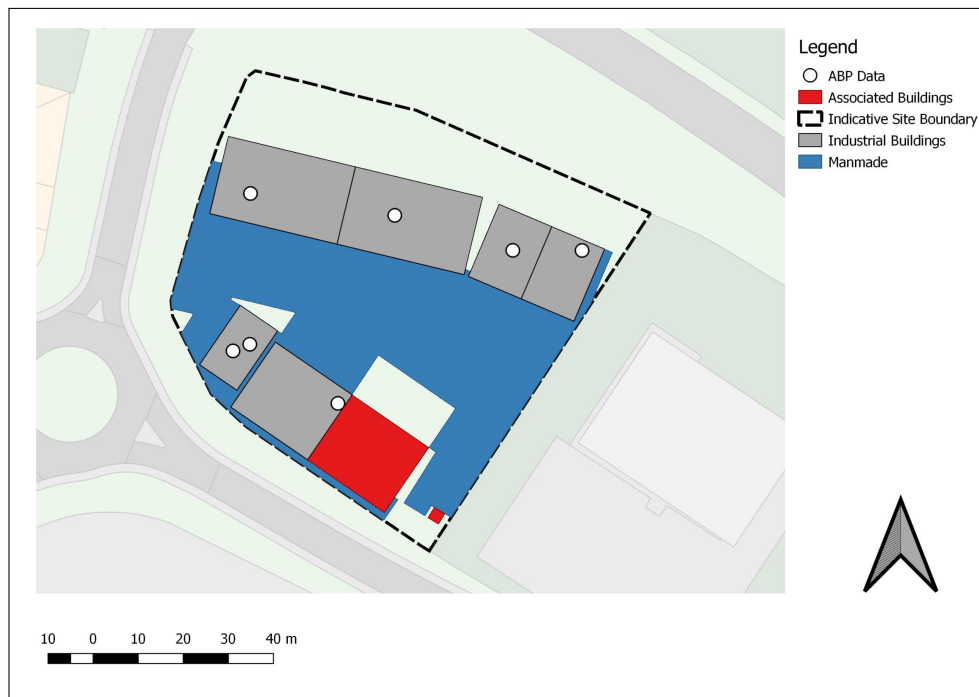 Legend
ABP Data
Associated Buildings
Indicative Site Boundary
Industrial Buildings
Manmade
10 0 10 20 30 40 m